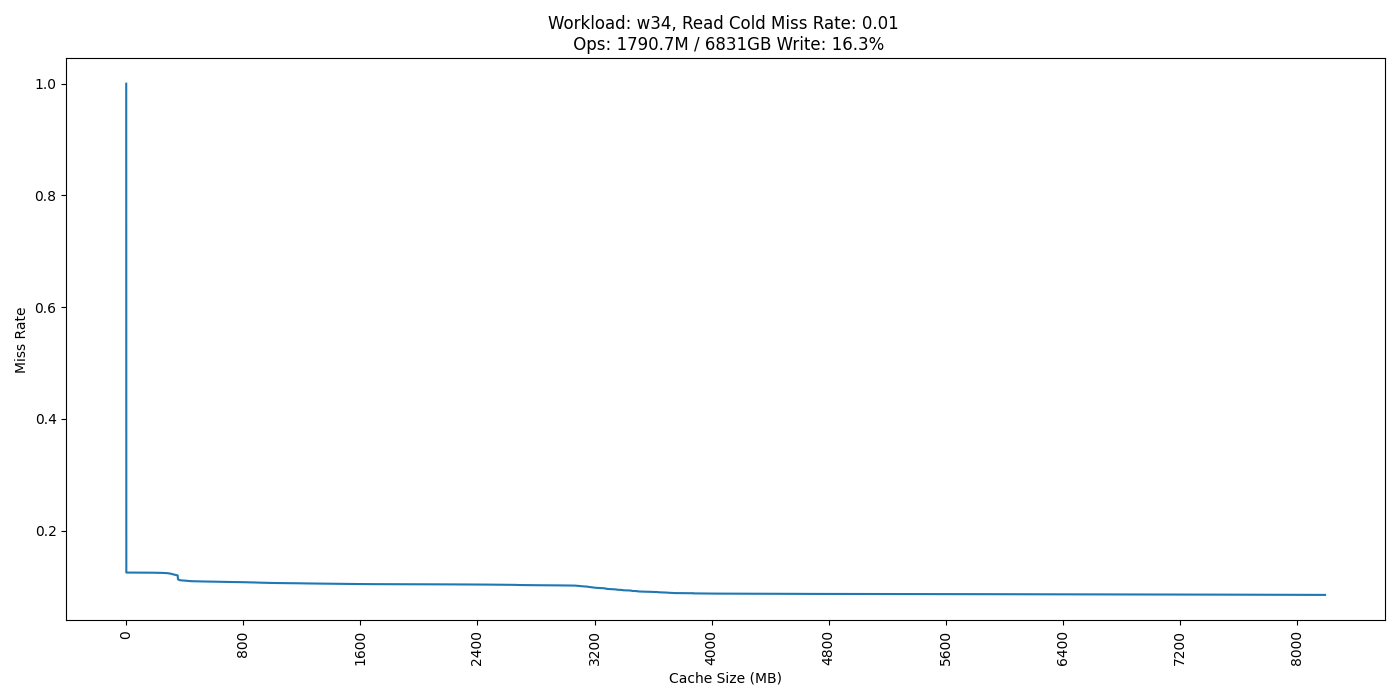 Workload: w34, Read Cold Miss Rate: 0.01
Ops: 1790.7M / 6831GB Write: 16.3%
1.0
0.8
0.6
0.4
0.2
Miss Rate
0 800 1600 2400 3200 4000 4800 5600 6400 7200 8000
Cache Size (MB)